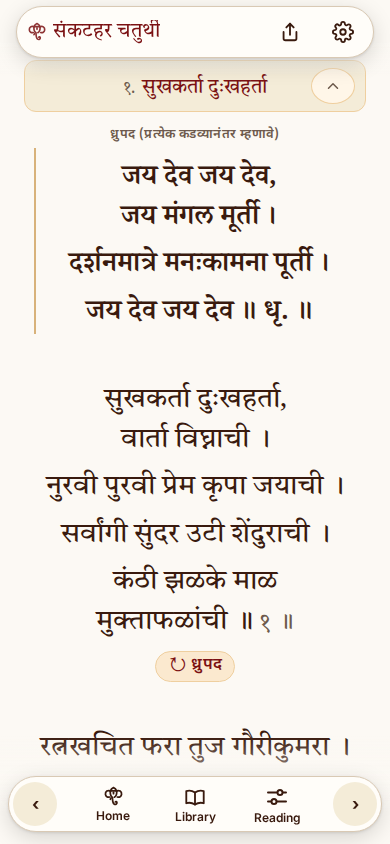 संकटहर चतुर्थी
१. सुखकर्ता दुःखहर्ता
ध्रुपद (प्रत्येक कडव्यानंतर म्हणावे)
जय देव जय देव,
जय मंगल मूर्ती ।
दर्शनमात्रे मनःकामना पूर्ती ।
जय देव जय देव ॥ धृ. ॥
सुखकर्ता दुःखहर्ता,
वार्ता विघ्नाची ।
नुरवी पुरवी प्रेम कृपा जयाची ।
सर्वांगी सुंदर उटी शेंदुराची ।
कंठी झळके माळ
मुक्ताफळांची ॥ १ ॥
ध्रुपद
रत्नखचित फरा तुज गौरीकुमरा ।
Home
Library
Reading